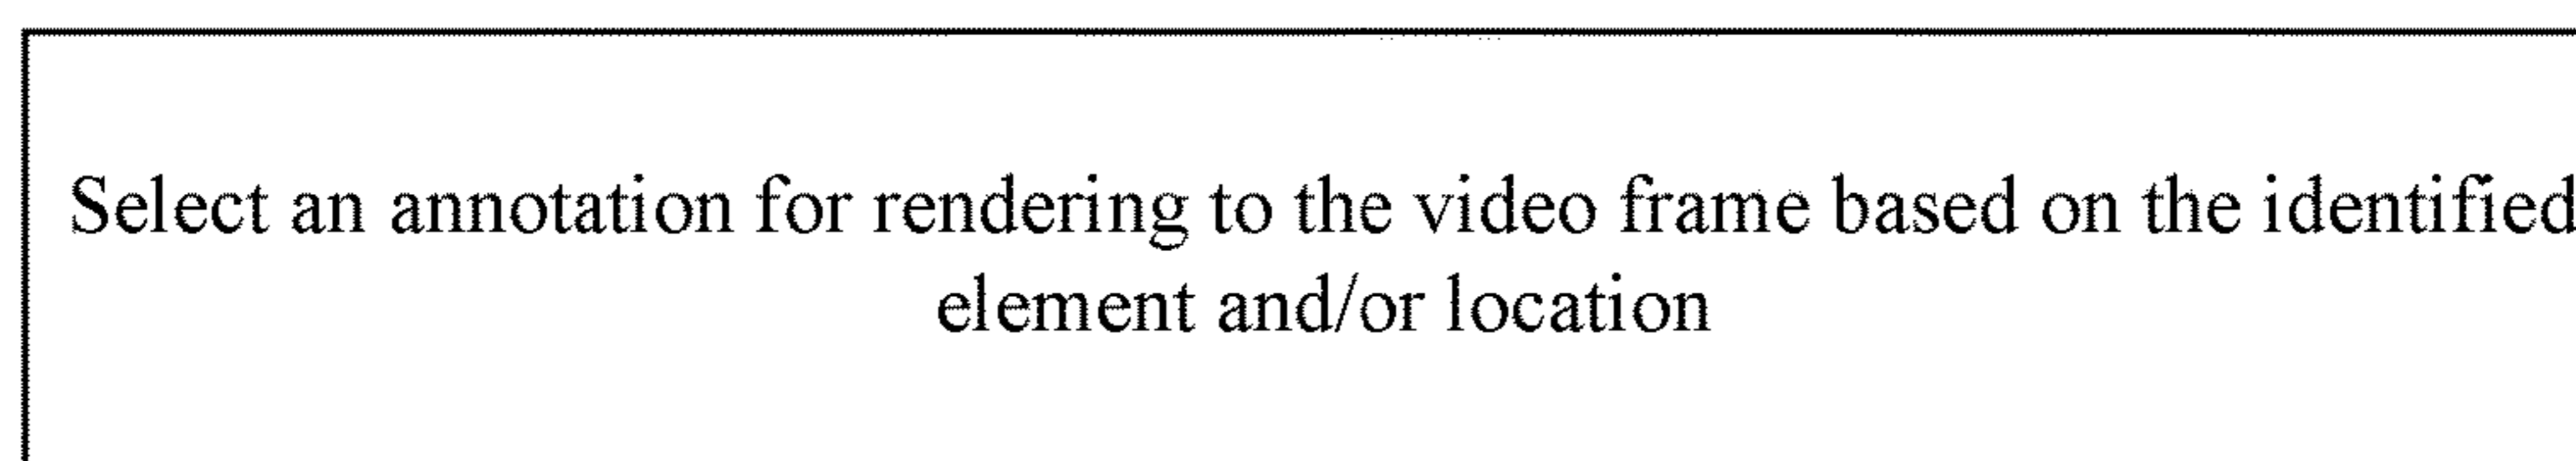 Select an annotation for rendering to the video frame based on the identified
element and/or location